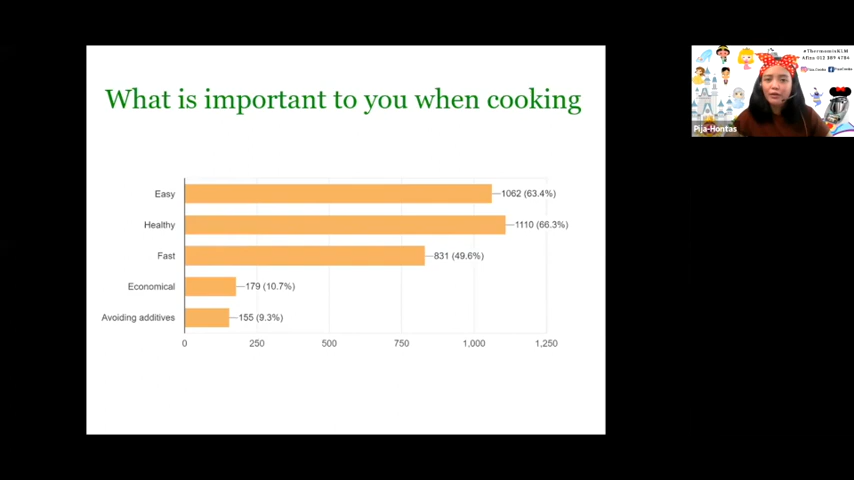 What is important to you when cooking
Easy
1062 (63.4%)
Healthy
1110 (66.3%)
Fast
831 (49.6%)
Economical
179 (10.7%)
Avoiding additives
155 (9.3%)
0
250
500
750
1,000
1,250
Pija-Hontas